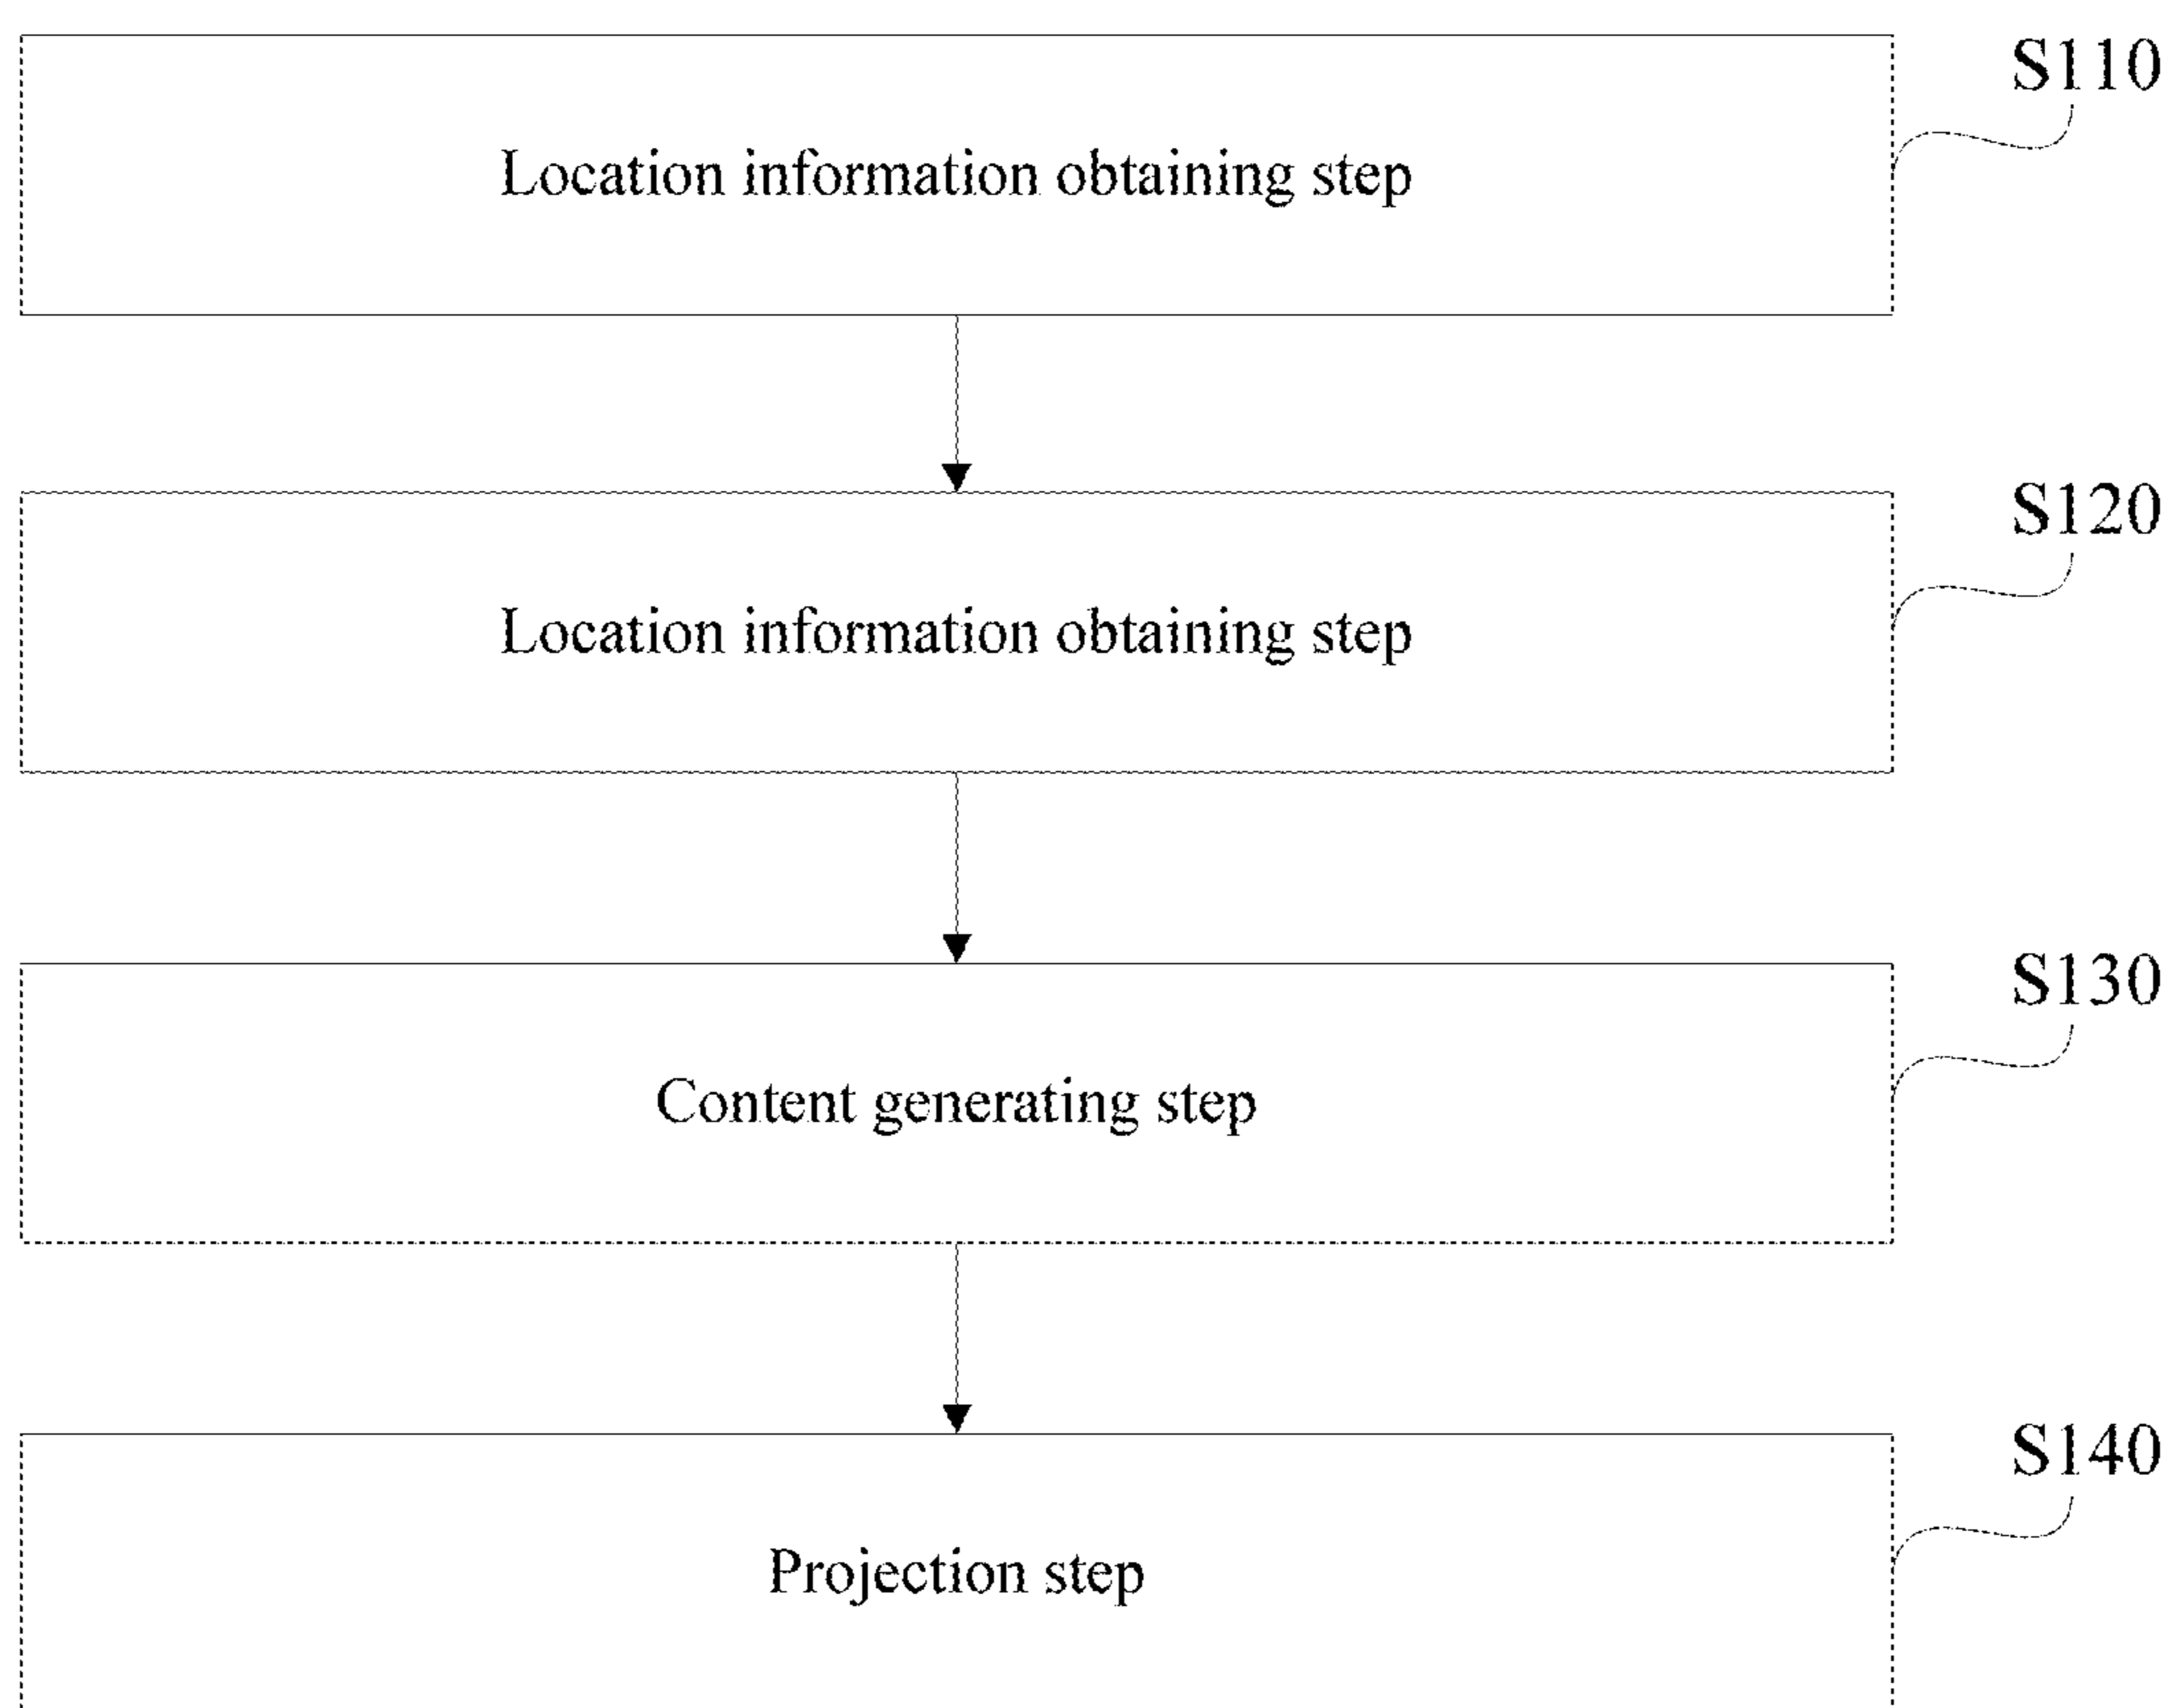 S110
Location information obtaining step
S120
Location information obtaining step
S130
Content generating step
S140
Projection step